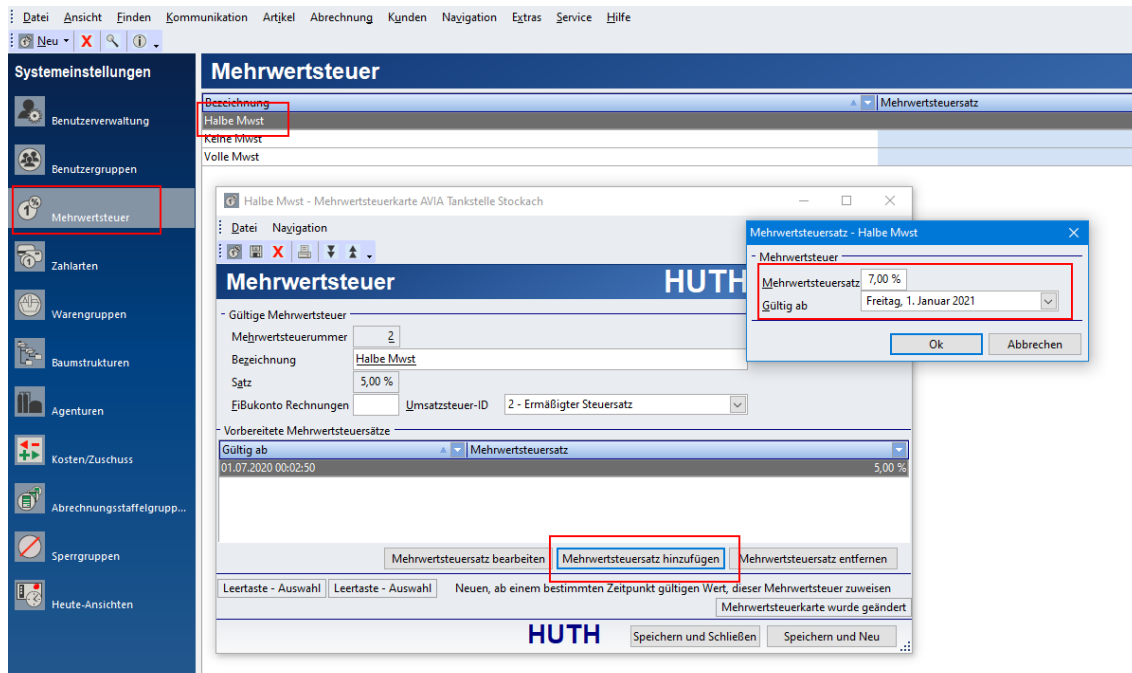 Datei Ansicht Finden Kommunikation Artikel Abrechnung Kunden Navigation Extras Service Hilfe
Neu
Systemeinstellungen
Benutzerverwaltung
Benutzergruppen
Mehrwertsteuer
Zahlarten
Warengruppen
Baumstrukturen
Agenturen
Kosten/Zuschuss
Abrechnungsstaffelgrupp...
Sperrgruppen
Heute-Ansichten
Mehrwertsteuer
Bezeichnung Mehrwertsteuersatz
Halbe Mwst
Keine Mwst
Volle Mwst
Halbe Mwst - Mehrwertsteuerkarte AVIA Tankstelle Stockach
Datei Navigation
Mehrwertsteuer HUTH
Gültige Mehrwertsteuer
Mehrwertsteuerummer 2
Bezeichnung Halbe Mwst
Satz 5,00 %
FiBukonto Rechnungen Umsatzsteuer-ID 2 - Ermäßigter Steuersatz
Vorbereitete Mehrwertsteuersätze
Gültig ab Mehrwertsteuersatz
01.07.2020 00:02:50 5,00 %
Mehrwertsteuersatz bearbeiten Mehrwertsteuersatz hinzufügen Mehrwertsteuersatz entfernen
Leertaste - Auswahl Leertaste - Auswahl Neuen, ab einem bestimmten Zeitpunkt gültigen Wert, dieser Mehrwertsteuer zuweisen
Mehrwertsteuerkarte wurde geändert
HUTH Speichern und Schließen Speichern und Neu
Mehrwertsteuersatz - Halbe Mwst
Mehrwertsteuer
Mehrwertsteuersatz 7,00 %
Gültig ab Freitag, 1. Januar 2021
Ok Abbrechen